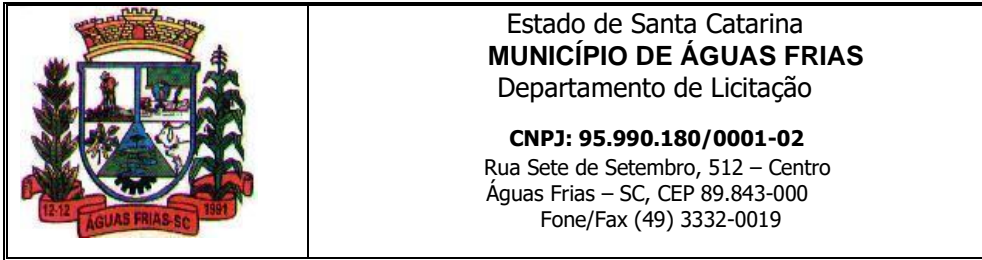 12-12
ÁGUAS FRIAS-SC
1991
Estado de Santa Catarina
MUNICÍPIO DE ÁGUAS FRIAS
Departamento de Licitação
CNPJ: 95.990.180/0001-02
Rua Sete de Setembro, 512 – Centro
Águas Frias – SC, CEP 89.843-000
Fone/Fax (49) 3332-0019